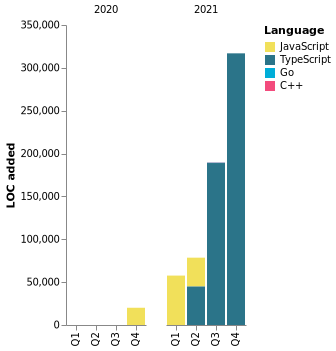 2020 2021
Language
JavaScript
TypeScript
Go
C++
LOC added
350,000
300,000
250,000
200,000
150,000
100,000
50,000
0
Q1 Q2 Q3 Q4 Q1 Q2 Q3 Q4